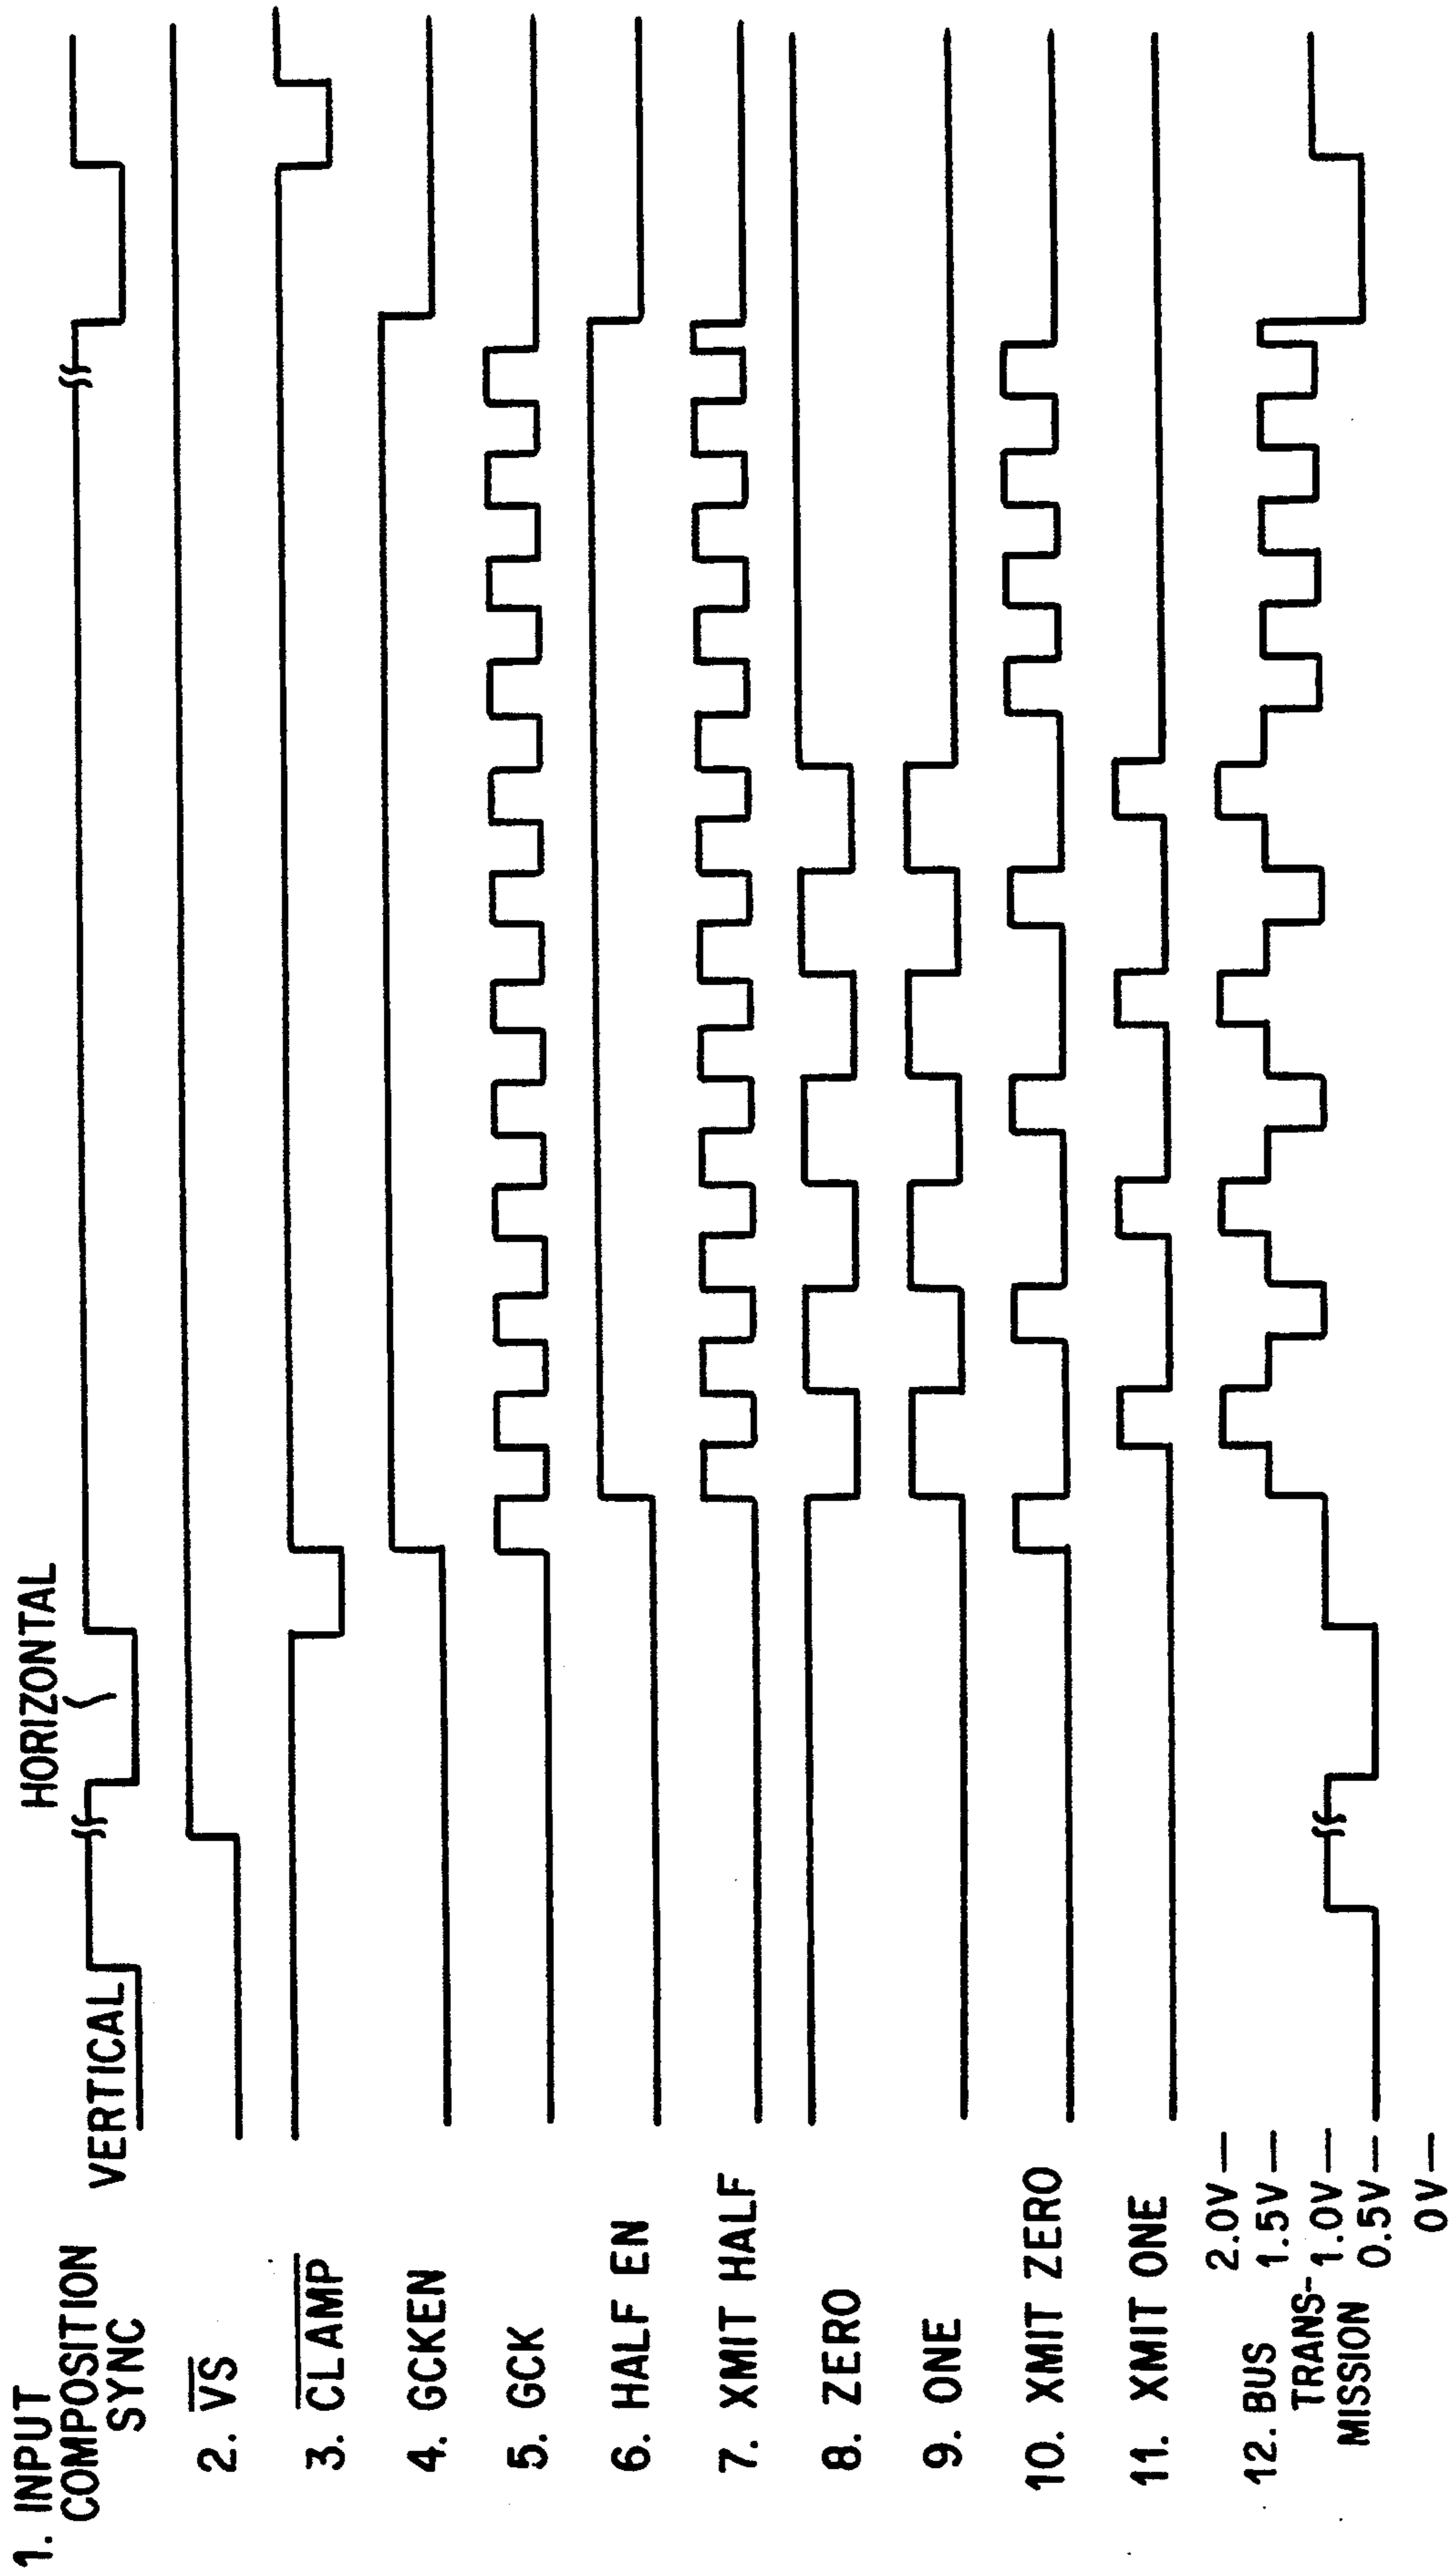 1. INPUT
COMPOSITION
SYNC
VERTICAL
HORIZONTAL
2. V̅S̅
3. C̅L̅A̅M̅P̅
4. GCKEN
5. GCK
6. HALF EN
7. XMIT HALF
8. ZERO
9. ONE
10. XMIT ZERO
11. XMIT ONE
12. BUS
TRANS-
MISSION
2.0V
1.5V
1.0V
0.5V
0V